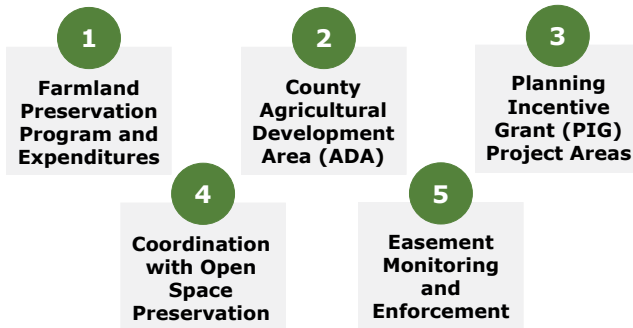 1
Farmland
Preservation
Program and
Expenditures
2
County
Agricultural
Development
Area (ADA)
3
Planning
Incentive
Grant (PIG)
Project Areas
4
Coordination
with Open
Space
Preservation
5
Easement
Monitoring
and
Enforcement